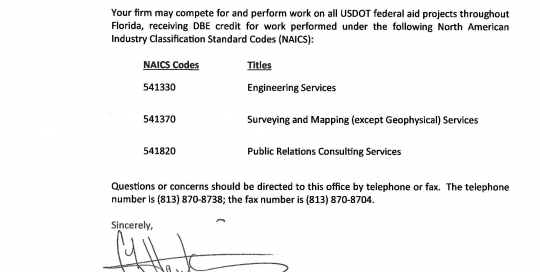 Your firm may compete for and perform work on all USDOT federal aid projects throughout
Florida, receiving DBE credit for work performed under the following North American
Industry Classification Standard Codes (NAICS):
NAICS Codes Titles
541330 Engineering Services
541370 Surveying and Mapping (except Geophysical) Services
541820 Public Relations Consulting Services
Questions or concerns should be directed to this office by telephone or fax. The telephone
number is (813) 870-8738; the fax number is (813) 870-8704.
Sincerely,